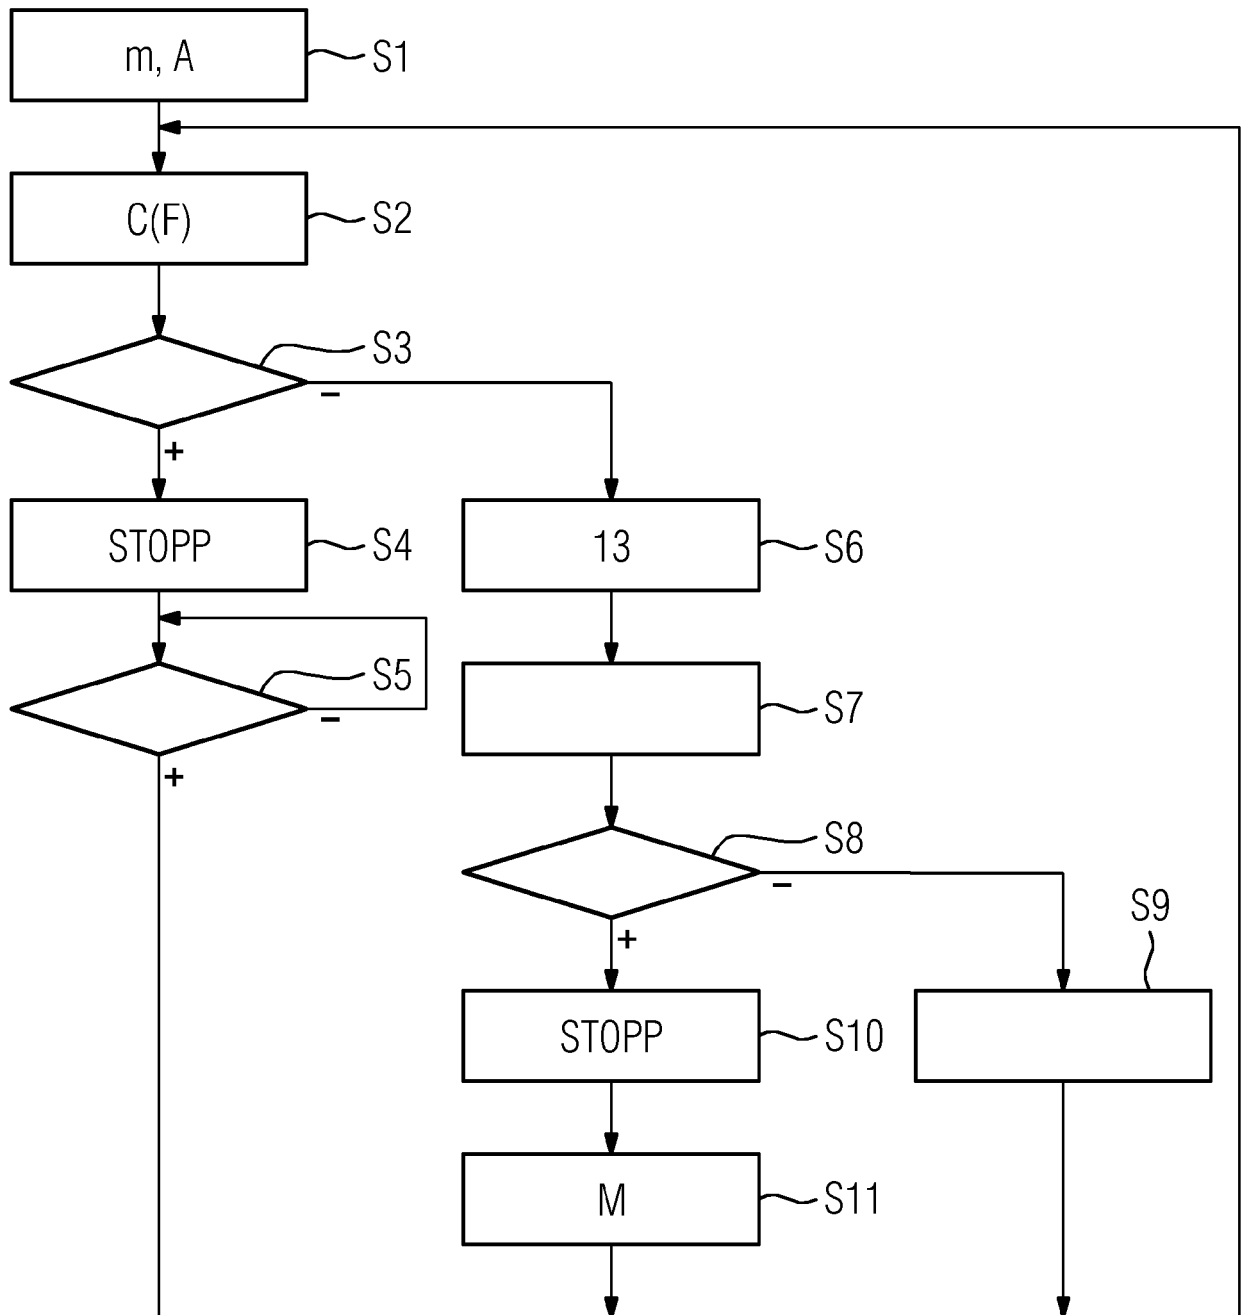 m, A
S1
C(F)
S2
S3
-
+
STOPP
S4
13
S6
S5
-
+
S7
S8
-
+
S9
STOPP
S10
M
S11